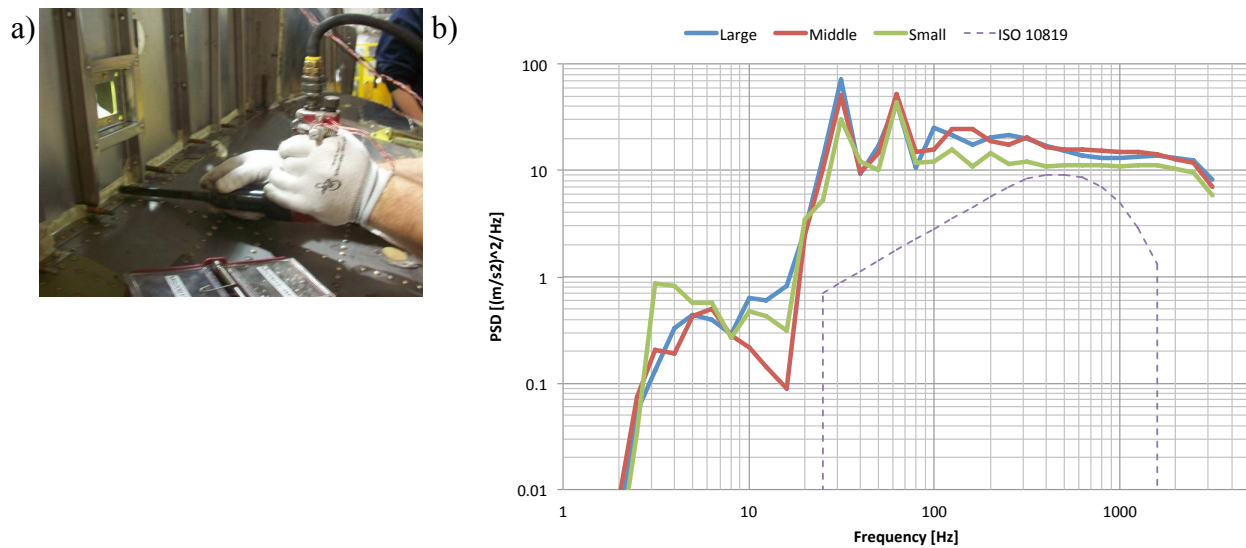 a)
b)
Large Middle Small ISO 10819
PSD [(m/s2)^2/Hz]
100
10
1
0.1
0.01
1 10 100 1000
Frequency [Hz]